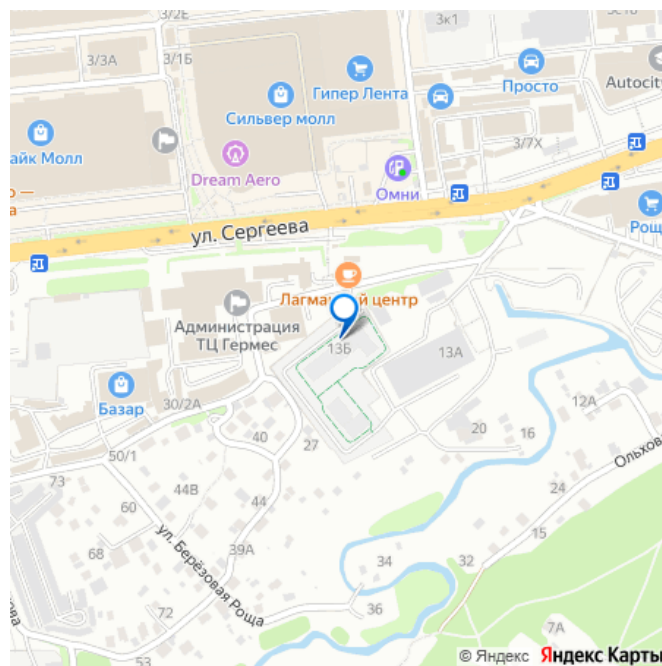 3/2Е
3к1
3/3А
3/1Б
Гипер Лента
Просто
Autocity
Сильвер молл
айк Молл
3/7Х
Dream Aero
Омни
Рощ
ул. Сергеева
Лагма
й центр
Администрация
ТЦ Гермес
13Б
13А
Базар
30/2А
12А
40
27
20
16
50/1
Ольхов
73
44В
44
24
60
15
68
39А
ул. Берёзовая Роща
34
32
36
72
7А
53
ова
© Яндекс Яндекс Карты